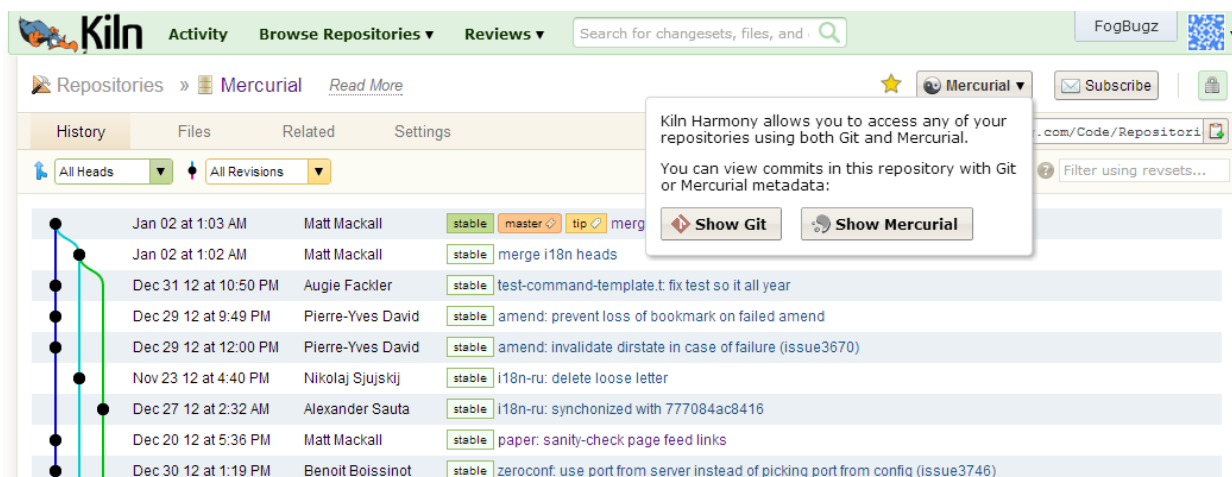 Kiln Activity Browse Repositories ▾ Reviews ▾ Search for changesets, files, and FogBugz
Repositories » Mercurial Read More Mercurial ▾ Subscribe
History Files Related Settings .com/Code/Repositori
All Heads All Revisions ? Filter using revsets...
Kiln Harmony allows you to access any of your
repositories using both Git and Mercurial.
You can view commits in this repository with Git
or Mercurial metadata:
Show Git Show Mercurial
Jan 02 at 1:03 AM Matt Mackall stable master tip merg
Jan 02 at 1:02 AM Matt Mackall stable merge i18n heads
Dec 31 12 at 10:50 PM Augie Fackler stable test-command-template.t: fix test so it all year
Dec 29 12 at 9:49 PM Pierre-Yves David stable amend: prevent loss of bookmark on failed amend
Dec 29 12 at 12:00 PM Pierre-Yves David stable amend: invalidate dirstate in case of failure (issue3670)
Nov 23 12 at 4:40 PM Nikolaj Sjujskij stable i18n-ru: delete loose letter
Dec 27 12 at 2:32 AM Alexander Sauta stable i18n-ru: synchonized with 777084ac8416
Dec 20 12 at 5:36 PM Matt Mackall stable paper: sanity-check page feed links
Dec 30 12 at 1:19 PM Benoit Boissinot stable zeroconf: use port from server instead of picking port from config (issue3746)